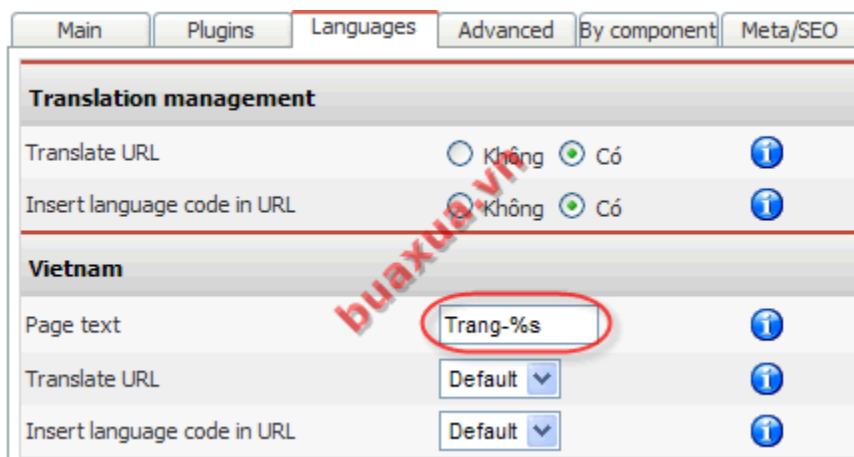 Main Plugins Languages Advanced By component Meta/SEO
Translation management
Translate URL Không Có
Insert language code in URL Không Có
buaxua.vn
Vietnam
Page text Trang-%s
Translate URL Default
Insert language code in URL Default